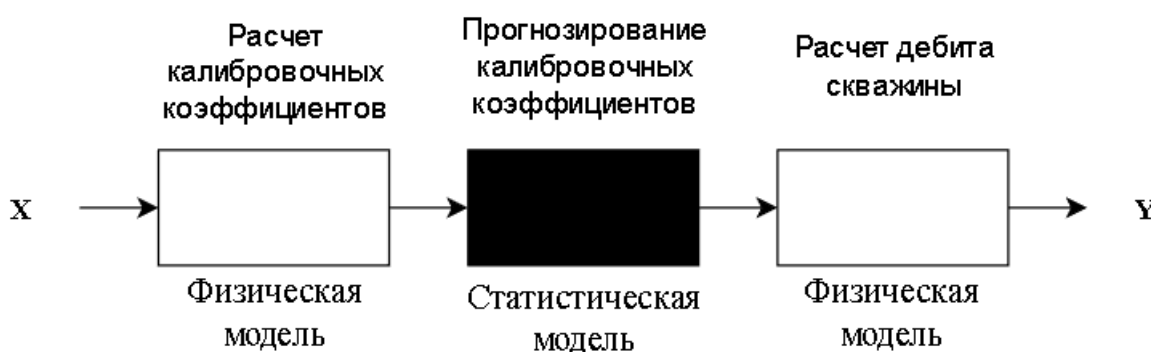 Расчет
калибровочных
коэффициентов
Прогнозирование
калибровочных
коэффициентов
Расчет дебита
скважины
X
Y
Физическая
модель
Статистическая
модель
Физическая
модель